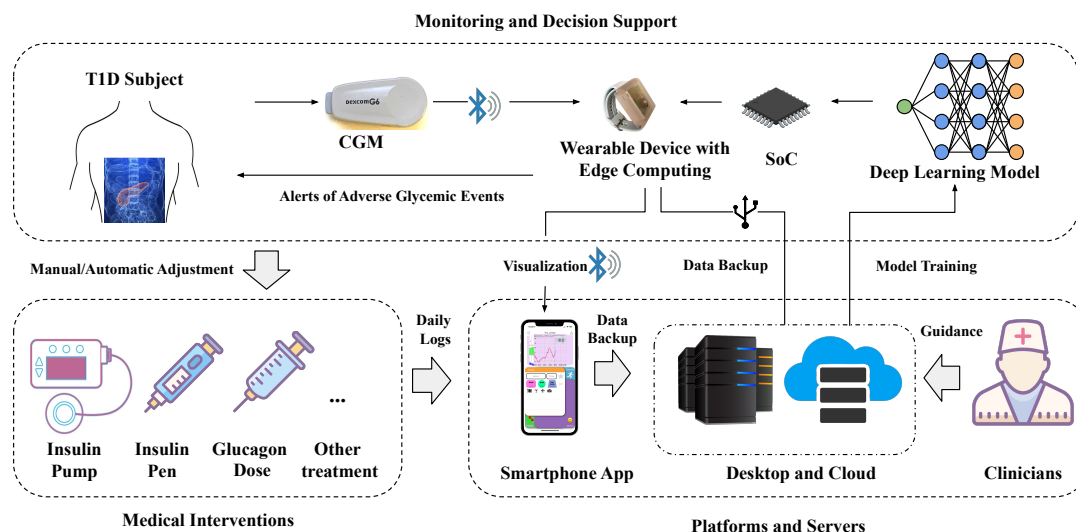 Monitoring and Decision Support
T1D Subject
DexcomG6
CGM
Wearable Device with
Edge Computing
SoC
Deep Learning Model
Alerts of Adverse Glycemic Events
Manual/Automatic Adjustment
Visualization
Data Backup
Model Training
Daily
Logs
Data
Backup
Guidance
Insulin
Pump
Insulin
Pen
Glucagon
Dose
...
Other
treatment
Smartphone App
Desktop and Cloud
Clinicians
Medical Interventions
Platforms and Servers